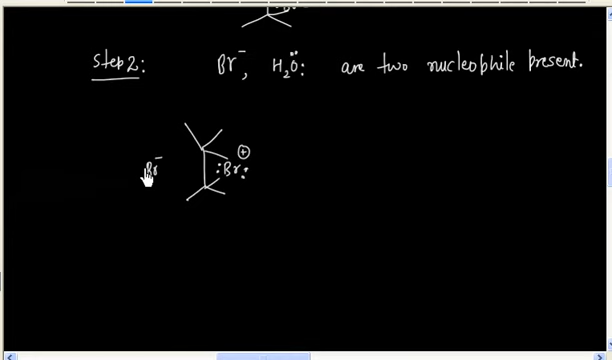 Step 2: Br⁻, H₂Ö: are two nucleophile present.
⊕
Br⁻ :Br: